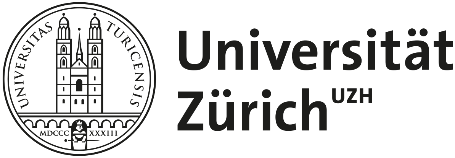 UNIVERSITAS TURICENSIS
MDCCC XXXIII
Universität
Zürich UZH